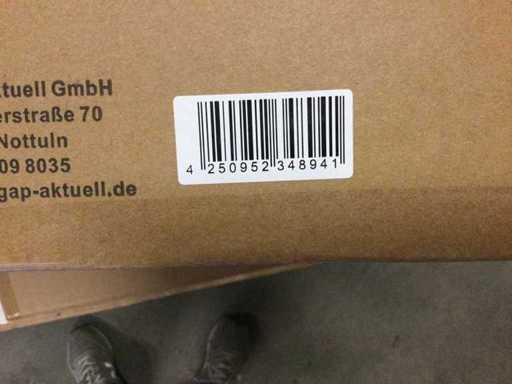 ktuell GmbH
erstraße 70
Nottuln
09 8035
gap-aktuell.de
4 250952 348941